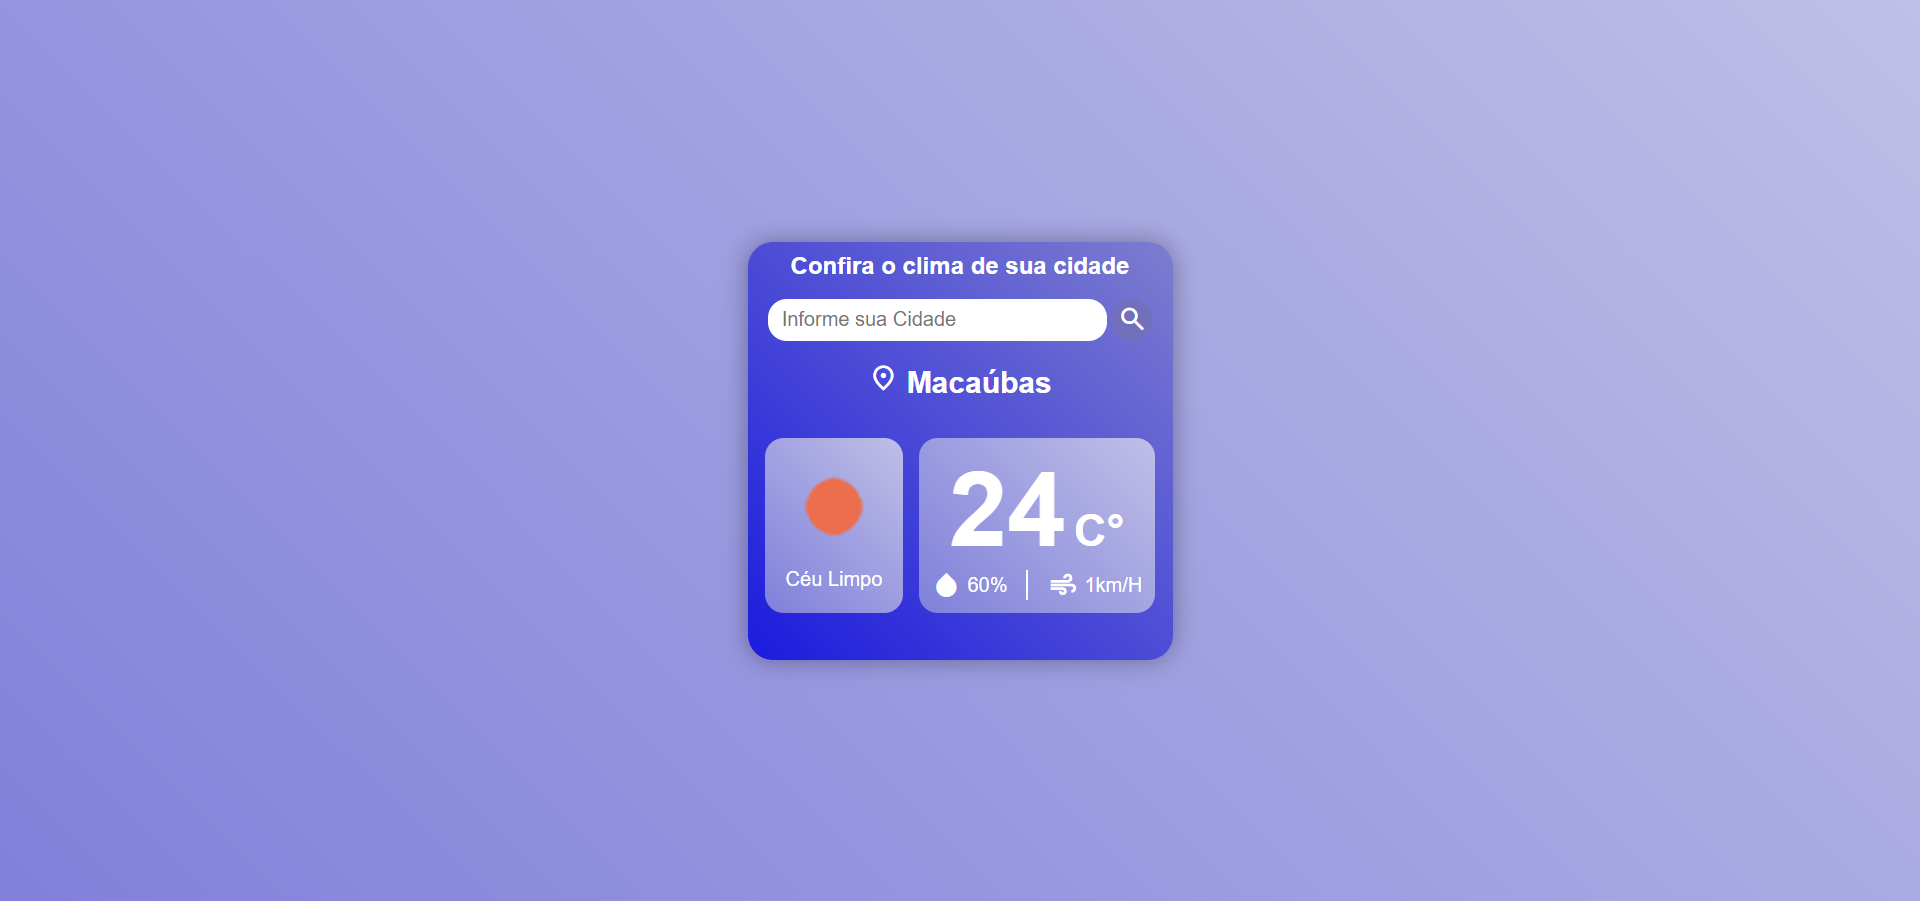 Confira o clima de sua cidade
Informe sua Cidade
Macaúbas
Céu Limpo
24 C°
60% 1km/H